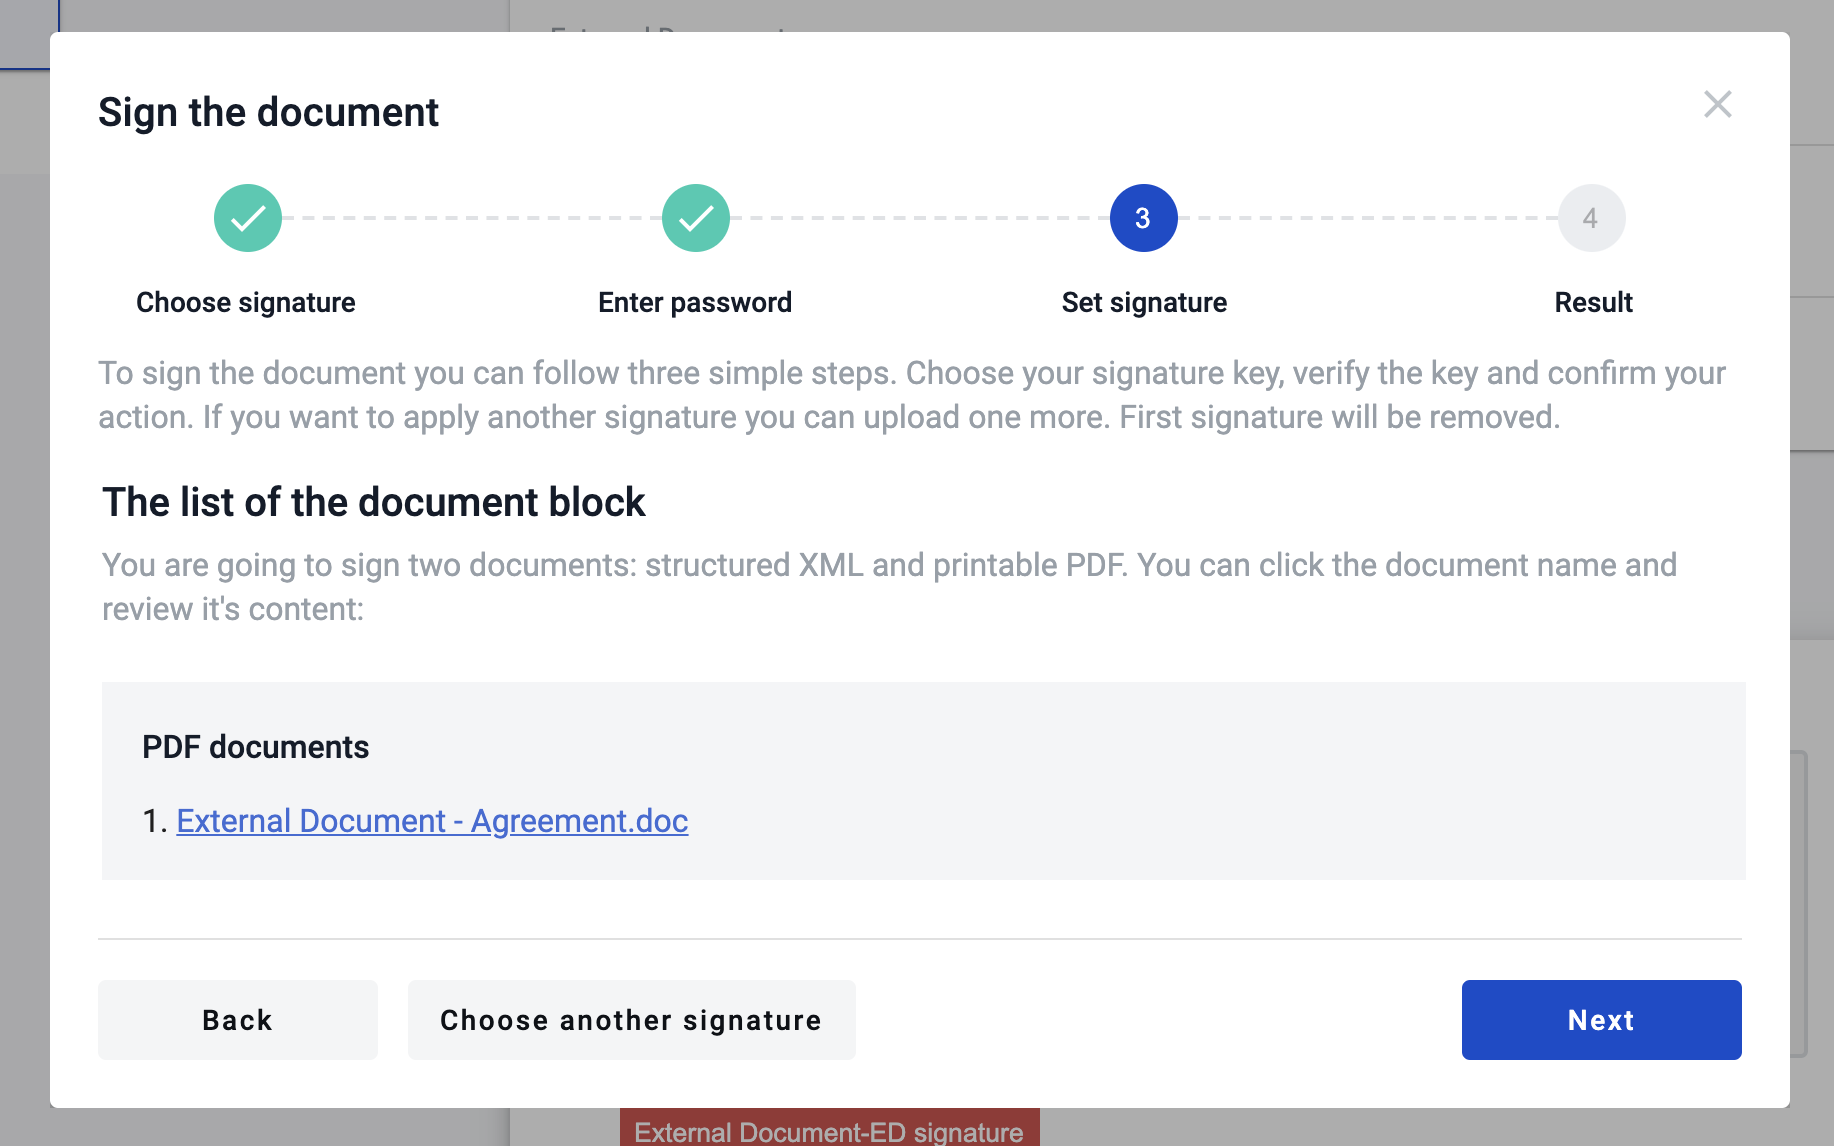 Sign the document
3
4
Choose signature
Enter password
Set signature
Result
To sign the document you can follow three simple steps. Choose your signature key, verify the key and confirm your
action. If you want to apply another signature you can upload one more. First signature will be removed.
The list of the document block
You are going to sign two documents: structured XML and printable PDF. You can click the document name and
review it's content:
PDF documents
1. External Document - Agreement.doc
Back
Choose another signature
Next
External Document-ED signature